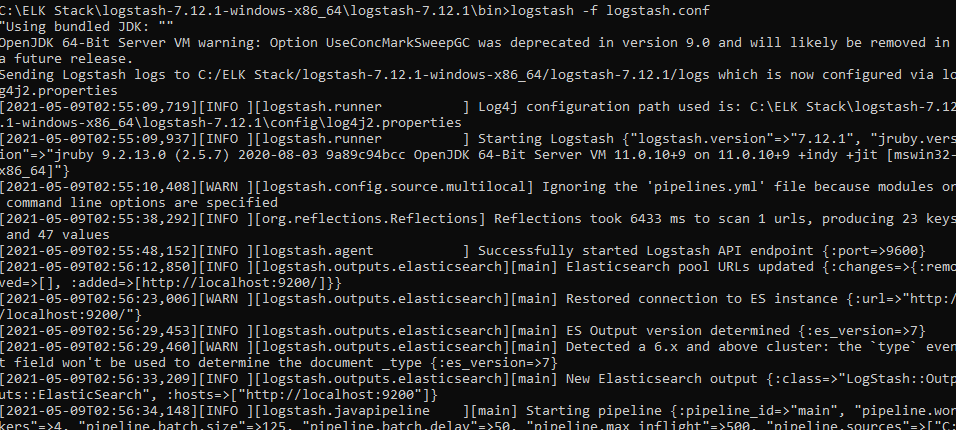 C:\ELK Stack\logstash-7.12.1-windows-x86_64\logstash-7.12.1\bin>logstash -f logstash.conf
"Using bundled JDK: ""
OpenJDK 64-Bit Server VM warning: Option UseConcMarkSweepGC was deprecated in version 9.0 and will likely be removed in
a future release.
Sending Logstash logs to C:/ELK Stack/logstash-7.12.1-windows-x86_64/logstash-7.12.1/logs which is now configured via lo
g4j2.properties
[2021-05-09T02:55:09,719][INFO ][logstash.runner          ] Log4j configuration path used is: C:\ELK Stack\logstash-7.12
.1-windows-x86_64\logstash-7.12.1\config\log4j2.properties
[2021-05-09T02:55:09,937][INFO ][logstash.runner          ] Starting Logstash {"logstash.version"=>"7.12.1", "jruby.vers
ion"=>"jruby 9.2.13.0 (2.5.7) 2020-08-03 9a89c94bcc OpenJDK 64-Bit Server VM 11.0.10+9 on 11.0.10+9 +indy +jit [mswin32-
x86_64]"}
[2021-05-09T02:55:10,408][WARN ][logstash.config.source.multilocal] Ignoring the 'pipelines.yml' file because modules or
command line options are specified
[2021-05-09T02:55:38,292][INFO ][org.reflections.Reflections] Reflections took 6433 ms to scan 1 urls, producing 23 keys
and 47 values
[2021-05-09T02:55:48,152][INFO ][logstash.agent           ] Successfully started Logstash API endpoint {:port=>9600}
[2021-05-09T02:56:12,850][INFO ][logstash.outputs.elasticsearch][main] Elasticsearch pool URLs updated {:changes=>{:remo
ved=>[], :added=>[http://localhost:9200/]}}
[2021-05-09T02:56:23,006][WARN ][logstash.outputs.elasticsearch][main] Restored connection to ES instance {:url=>"http:/
/localhost:9200/"}
[2021-05-09T02:56:29,453][INFO ][logstash.outputs.elasticsearch][main] ES Output version determined {:es_version=>7}
[2021-05-09T02:56:29,460][WARN ][logstash.outputs.elasticsearch][main] Detected a 6.x and above cluster: the `type` even
t field won't be used to determine the document _type {:es_version=>7}
[2021-05-09T02:56:33,209][INFO ][logstash.outputs.elasticsearch][main] New Elasticsearch output {:class=>"LogStash::Outp
uts::ElasticSearch", :hosts=>["http://localhost:9200"]}
[2021-05-09T02:56:34,148][INFO ][logstash.javapipeline    ][main] Starting pipeline {:pipeline_id=>"main", "pipeline.wor
kers"=>4, "pipeline.batch.size"=>125, "pipeline.batch.delay"=>50, "pipeline.max_inflight"=>500, "pipeline.sources"=>["C: